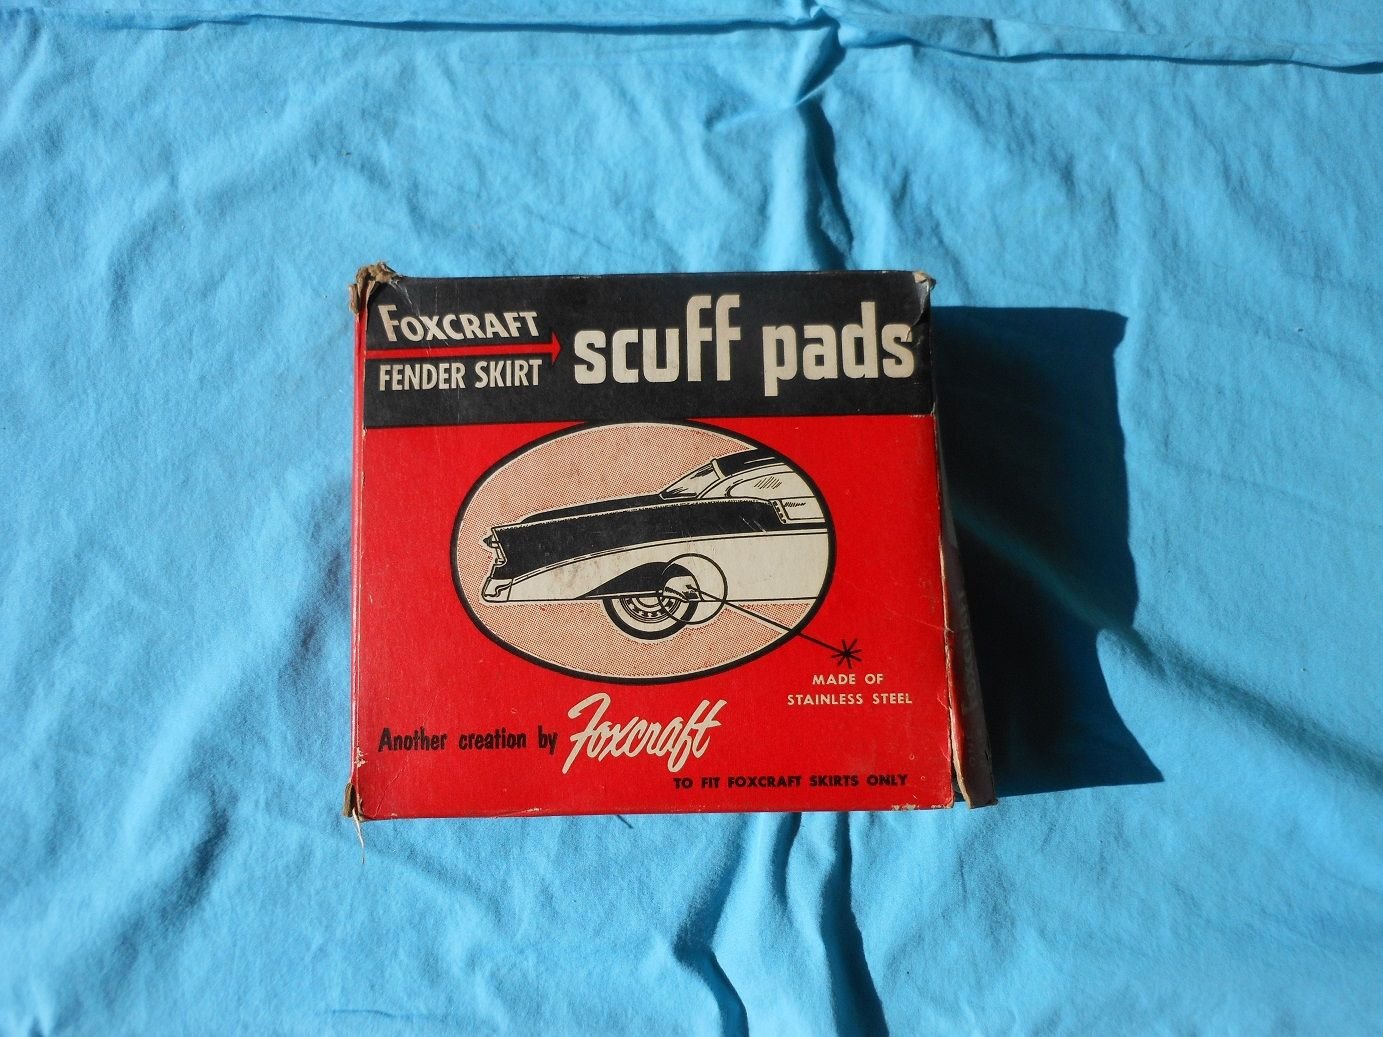 FOXCRAFT
FENDER SKIRT
scuff pads
MADE OF
STAINLESS STEEL
Another creation by Foxcraft
TO FIT FOXCRAFT SKIRTS ONLY